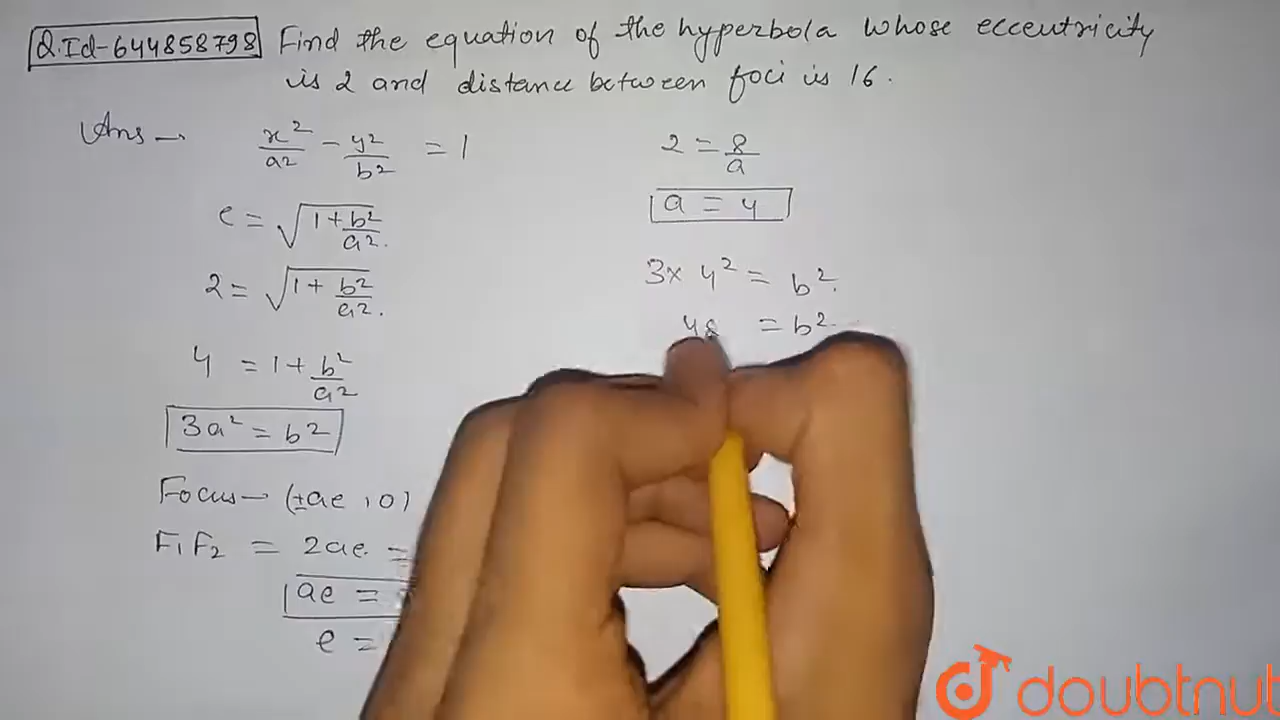 Q.Id-644858798 Find the equation of the hyperbola whose eccentricity
is 2 and distance between foci is 16.
Ans → x²/a² - y²/b² = 1
e = √(1+b²/a².
2 = √(1+b²/a².
4 = 1+b²/a²
3a² = b²
Focus → (±ae, 0)
F1F2 = 2ae =
ae =
e =
2 = 8/a
a = 4
3× 4² = b².
48 = b²
doubtnut